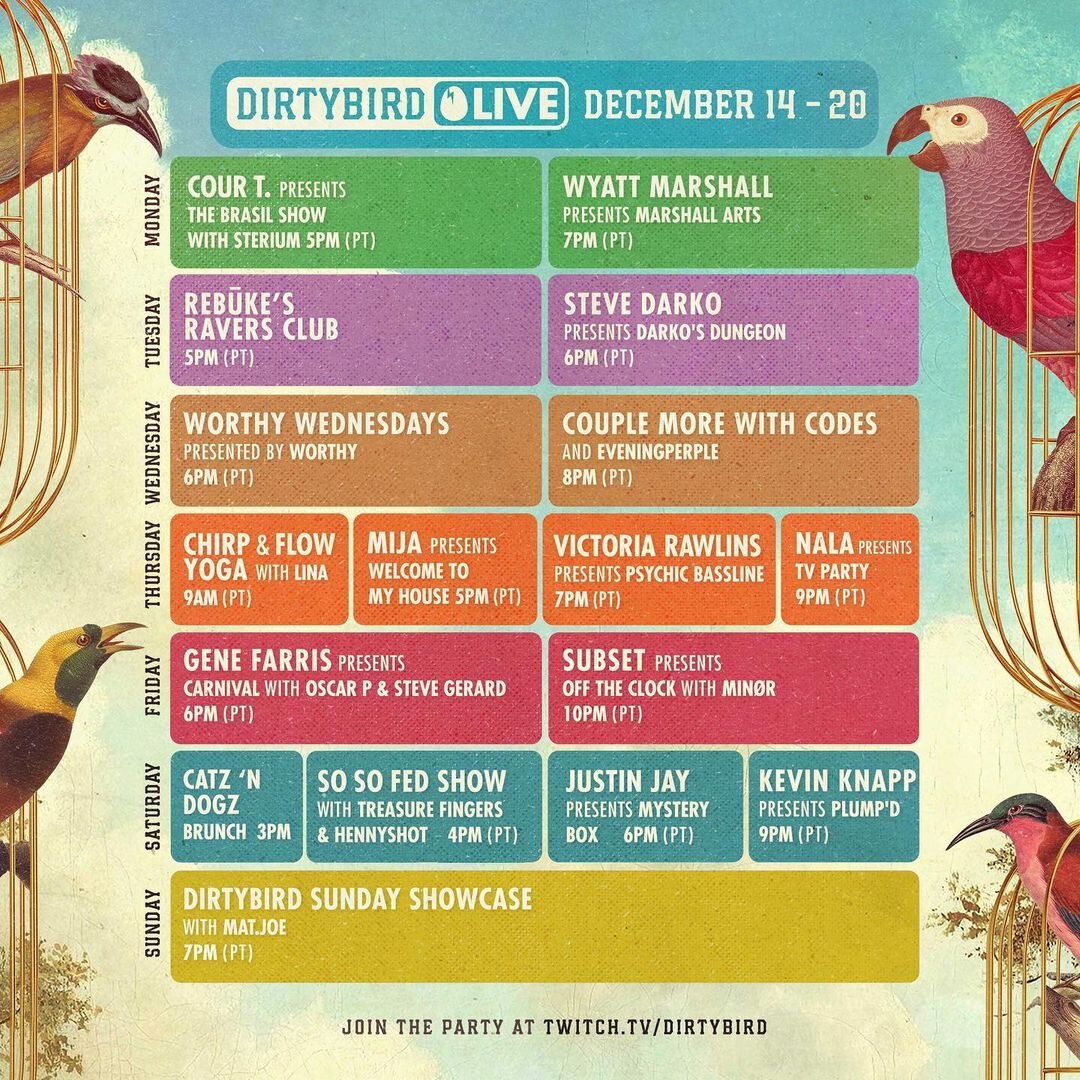 DIRTYBIRD LIVE DECEMBER 14 - 20
MONDAY
COUR T. PRESENTS
THE BRASIL SHOW
WITH STERIUM 5PM (PT)
WYATT MARSHALL
PRESENTS MARSHALL ARTS
7PM (PT)
TUESDAY
REBŪKE'S
RAVERS CLUB
5PM (PT)
STEVE DARKO
PRESENTS DARKO'S DUNGEON
6PM (PT)
WEDNESDAY
WORTHY WEDNESDAYS
PRESENTED BY WORTHY
6PM (PT)
COUPLE MORE WITH CODES
AND EVENINGPERPLE
8PM (PT)
THURSDAY
CHIRP & FLOW
YOGA WITH LINA
9AM (PT)
MIJA PRESENTS
WELCOME TO
MY HOUSE 5PM (PT)
VICTORIA RAWLINS
PRESENTS PSYCHIC BASSLINE
7PM (PT)
NALA PRESENTS
TV PARTY
9PM (PT)
FRIDAY
GENE FARRIS PRESENTS
CARNIVAL WITH OSCAR P & STEVE GERARD
6PM (PT)
SUBSET PRESENTS
OFF THE CLOCK WITH MINØR
10PM (PT)
SATURDAY
CATZ 'N
DOGZ
BRUNCH 3PM
SO SO FED SHOW
WITH TREASURE FINGERS
& HENNYSHOT - 4PM (PT)
JUSTIN JAY
PRESENTS MYSTERY
BOX 6PM (PT)
KEVIN KNAPP
PRESENTS PLUMP'D
9PM (PT)
SUNDAY
DIRTYBIRD SUNDAY SHOWCASE
WITH MAT.JOE
7PM (PT)
JOIN THE PARTY AT TWITCH.TV/DIRTYBIRD